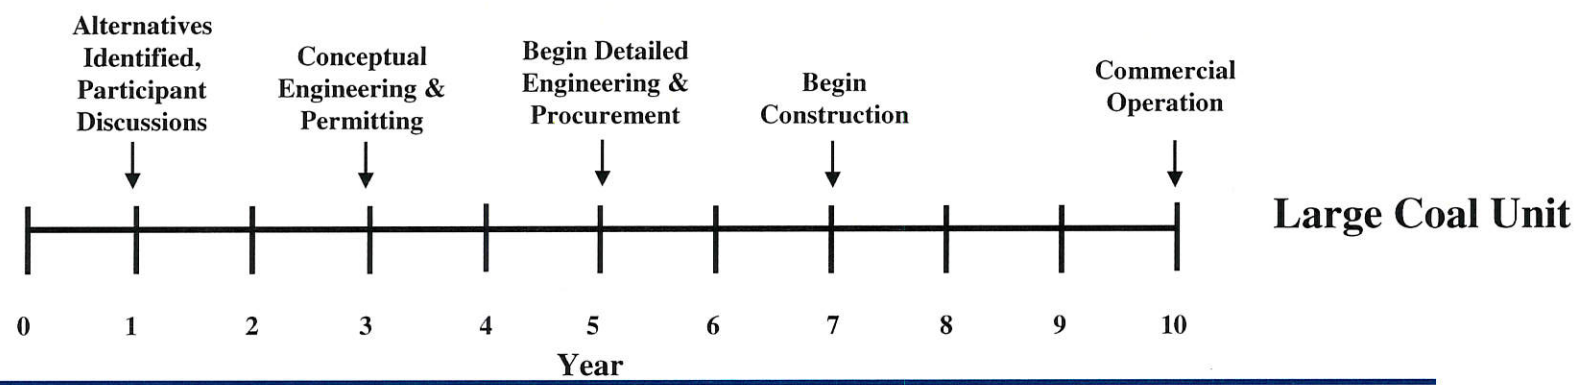 Alternatives
Identified,
Participant
Discussions
Conceptual
Engineering &
Permitting
Begin Detailed
Engineering &
Procurement
Begin
Construction
Commercial
Operation
Large Coal Unit
0 1 2 3 4 5 6 7 8 9 10
Year